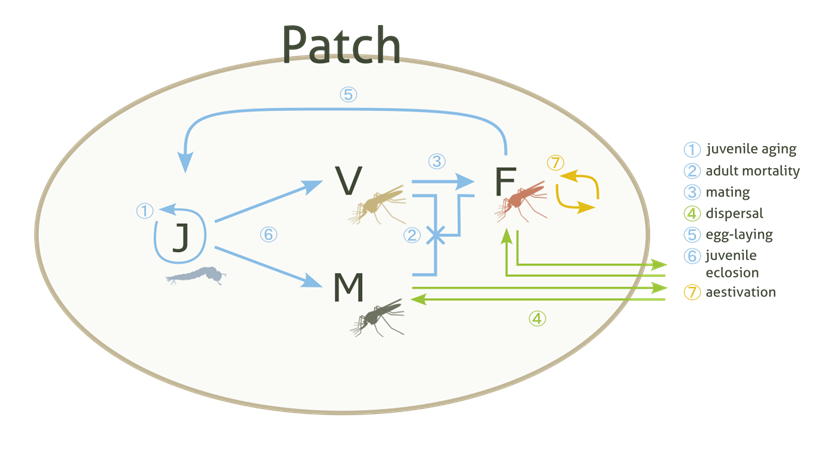 Patch
⑤
V
③
F
⑦
①
J
⑥
②
M
④
① juvenile aging
② adult mortality
③ mating
④ dispersal
⑤ egg-laying
⑥ juvenile
eclosion
⑦ aestivation